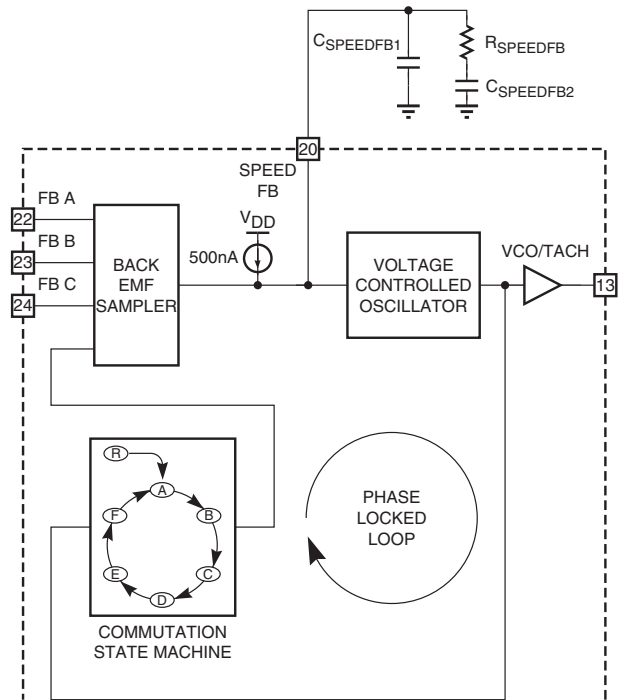 CSPEEDFB1
RSPEEDFB
CSPEEDFB2
20
SPEED
FB
FB A
22
FB B
23
FB C
24
BACK
EMF
SAMPLER
VDD
500nA
VOLTAGE
CONTROLLED
OSCILLATOR
VCO/TACH
13
R
A
B
C
D
E
F
PHASE
LOCKED
LOOP
COMMUTATION
STATE MACHINE